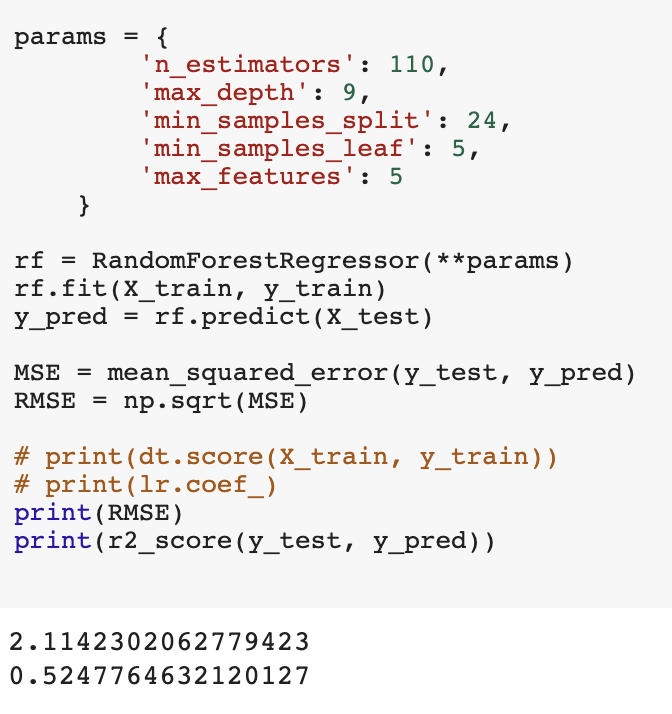 params = {
        'n_estimators': 110,
        'max_depth': 9,
        'min_samples_split': 24,
        'min_samples_leaf': 5,
        'max_features': 5
    }
rf = RandomForestRegressor(**params)
rf.fit(X_train, y_train)
y_pred = rf.predict(X_test)
MSE = mean_squared_error(y_test, y_pred)
RMSE = np.sqrt(MSE)
# print(dt.score(X_train, y_train))
# print(lr.coef_)
print(RMSE)
print(r2_score(y_test, y_pred))
2.1142302062779423
0.5247764632120127